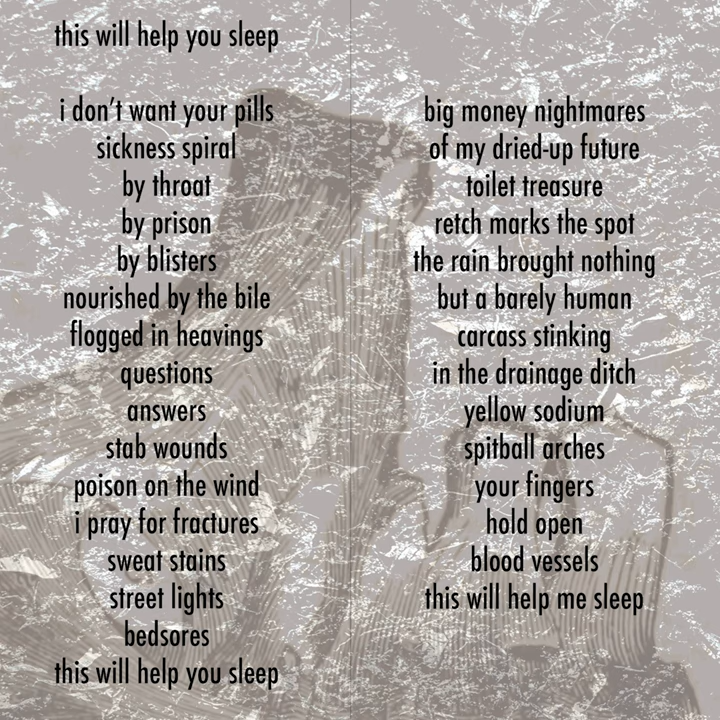 this will help you sleep
i don't want your pills
sickness spiral
by throat
by prison
by blisters
nourished by the bile
flogged in heavings
questions
answers
stab wounds
poison on the wind
i pray for fractures
sweat stains
street lights
bedsores
this will help you sleep
big money nightmares
of my dried-up future
toilet treasure
retch marks the spot
the rain brought nothing
but a barely human
carcass stinking
in the drainage ditch
yellow sodium
spitball arches
your fingers
hold open
blood vessels
this will help me sleep